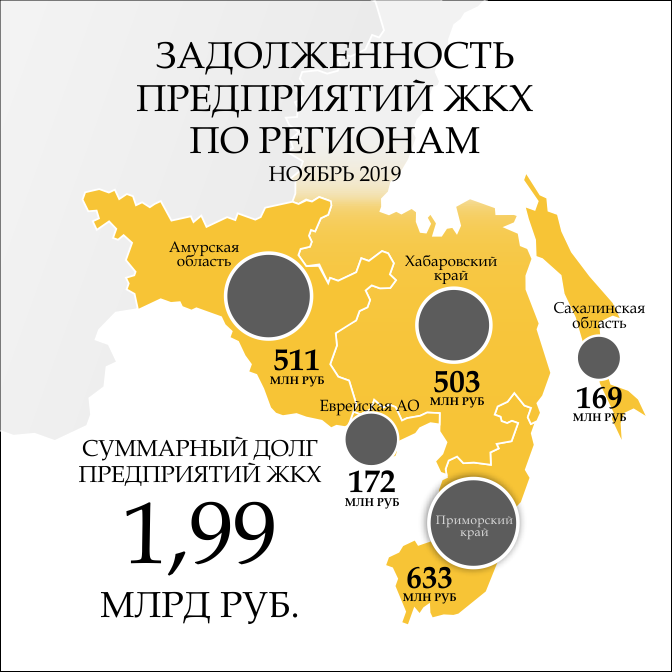 ЗАДОЛЖЕННОСТЬ
ПРЕДПРИЯТИЙ ЖКХ
ПО РЕГИОНАМ
НОЯБРЬ 2019
Амурская
область
511
МЛН РУБ
Хабаровский
край
503
МЛН РУБ
Сахалинская
область
169
МЛН РУБ
Еврейская АО
172
МЛН РУБ
Приморский
край
633
МЛН РУБ
СУММАРНЫЙ ДОЛГ
ПРЕДПРИЯТИЙ ЖКХ
1,99
МЛРД РУБ.